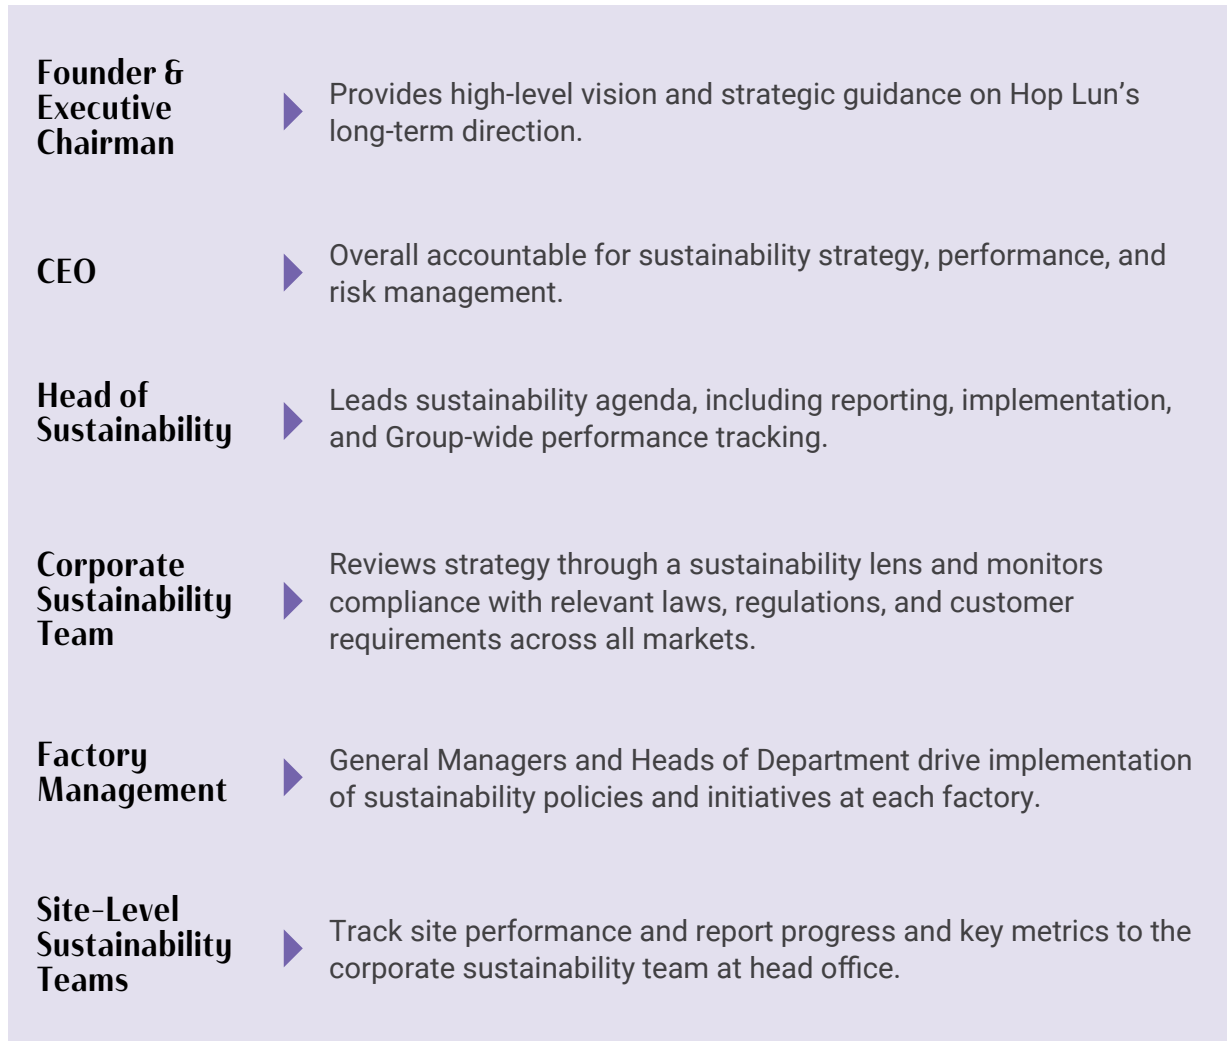 Founder &
Executive
Chairman
Provides high-level vision and strategic guidance on Hop Lun’s
long-term direction.
CEO
Overall accountable for sustainability strategy, performance, and
risk management.
Head of
Sustainability
Leads sustainability agenda, including reporting, implementation,
and Group-wide performance tracking.
Corporate
Sustainability
Team
Reviews strategy through a sustainability lens and monitors
compliance with relevant laws, regulations, and customer
requirements across all markets.
Factory
Management
General Managers and Heads of Department drive implementation
of sustainability policies and initiatives at each factory.
Site-Level
Sustainability
Teams
Track site performance and report progress and key metrics to the
corporate sustainability team at head office.